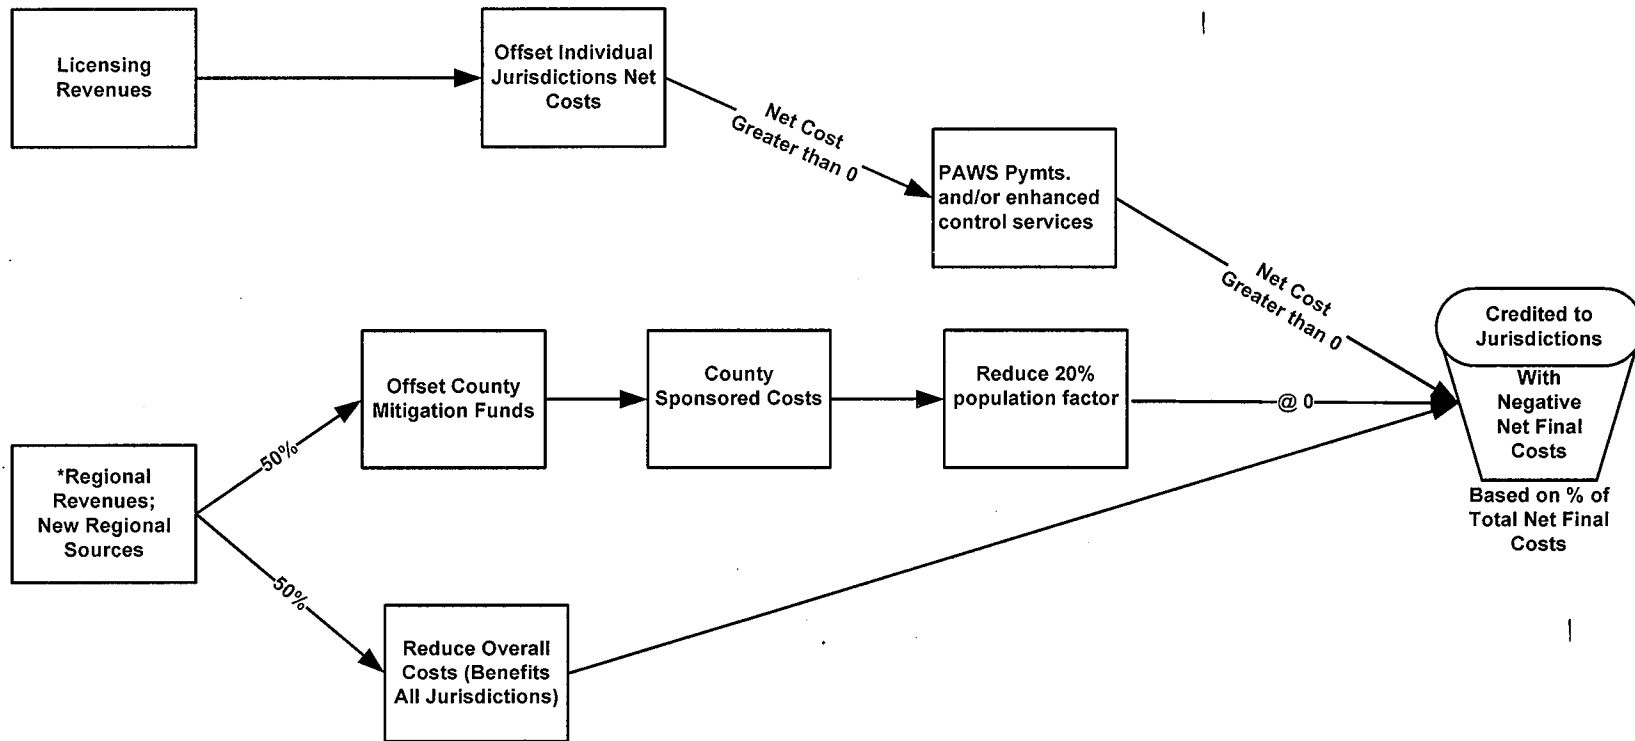 Licensing
Revenues
Offset Individual
Jurisdictions Net
Costs
Net Cost
Greater than 0
PAWS Pymts.
and/or enhanced
control services
Net Cost
Greater than 0
*Regional
Revenues;
New Regional
Sources
50%
Offset County
Mitigation Funds
County
Sponsored Costs
Reduce 20%
population factor
@ 0
50%
Reduce Overall
Costs (Benefits
All Jurisdictions)
Credited to
Jurisdictions
With
Negative
Net Final
Costs
Based on % of
Total Net Final
Costs